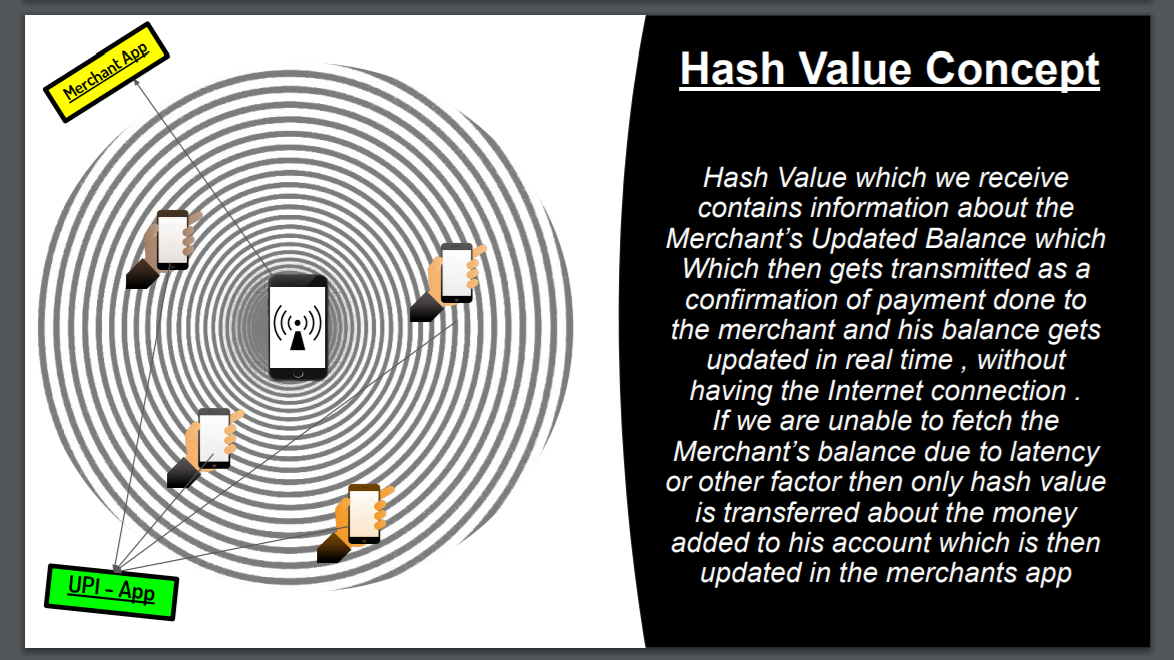 Merchant App
Hash Value Concept
Hash Value which we receive
contains information about the
Merchant's Updated Balance which
Which then gets transmitted as a
confirmation of payment done to
the merchant and his balance gets
updated in real time , without
having the Internet connection .
If we are unable to fetch the
Merchant's balance due to latency
or other factor then only hash value
is transferred about the money
added to his account which is then
updated in the merchants app
UPI - App